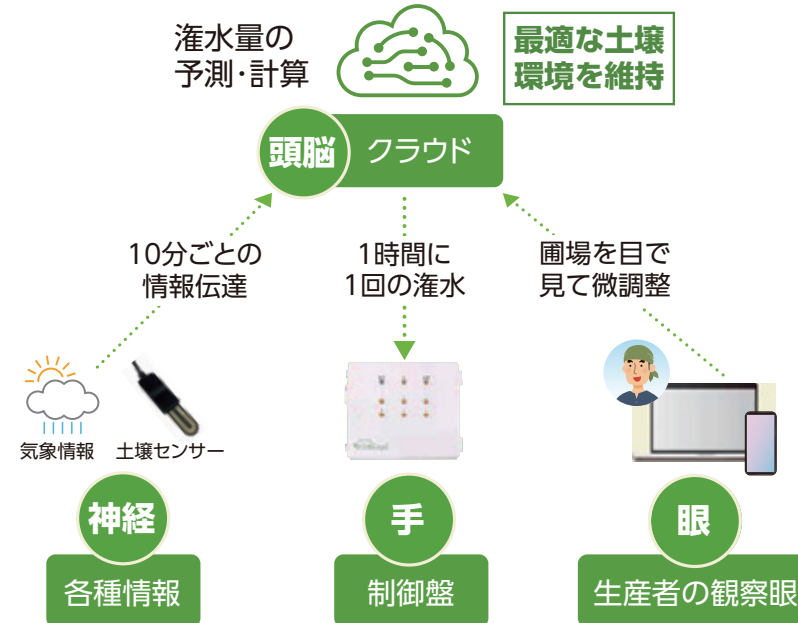 潅水量の
予測・計算
最適な土壌
環境を維持
頭脳
クラウド
10分ごとの
情報伝達
1時間に
1回の潅水
圃場を目で
見て微調整
気象情報
土壌センサー
神経
手
眼
各種情報
制御盤
生産者の観察眼